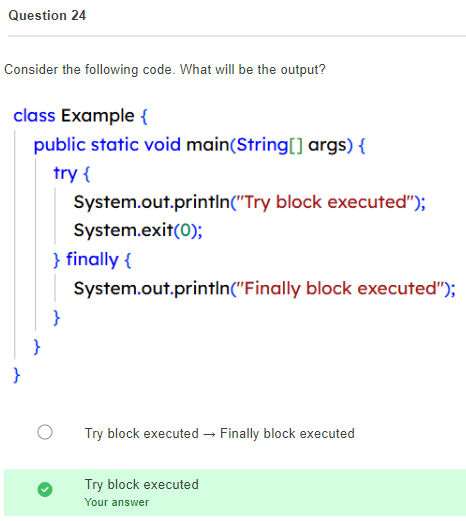 Question 24
Consider the following code. What will be the output?
class Example {
public static void main(String[] args) {
try {
System.out.println("Try block executed");
System.exit(0);
} finally {
System.out.println("Finally block executed");
}
}
}
Try block executed → Finally block executed
Try block executed
Your answer